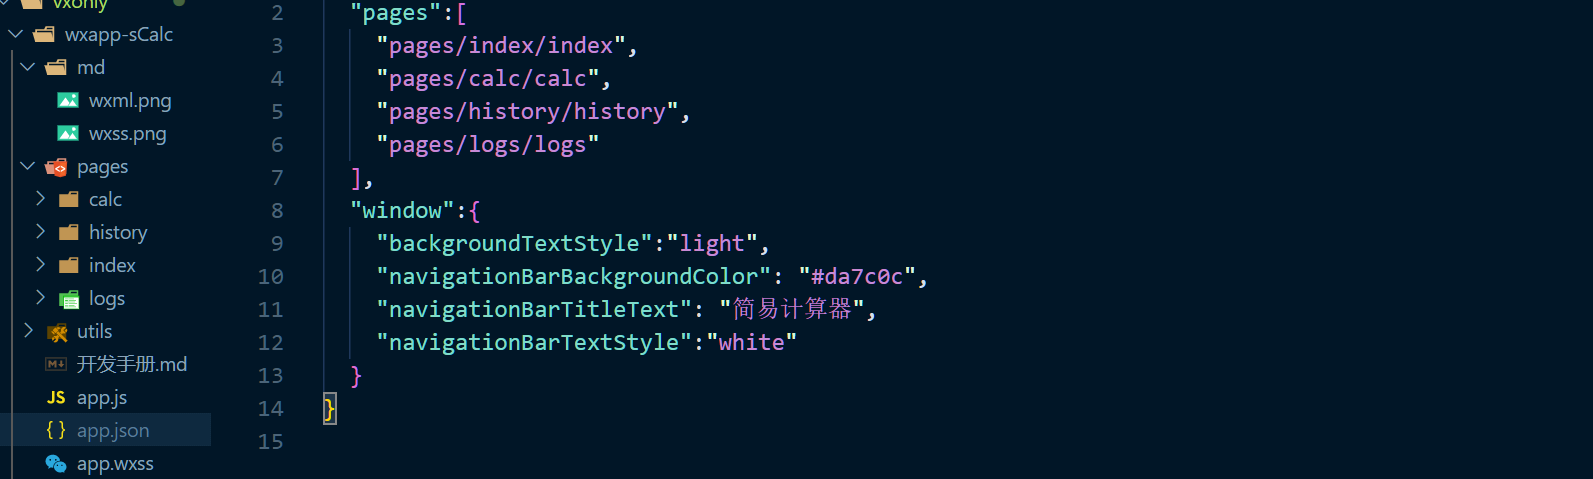 vxonly
wxapp-sCalc
md
wxml.png
wxss.png
pages
calc
history
index
logs
utils
开发手册.md
JS app.js
{ } app.json
app.wxss
2 "pages":[
3 "pages/index/index",
4 "pages/calc/calc",
5 "pages/history/history",
6 "pages/logs/logs"
7 ],
8 "window":{
9 "backgroundTextStyle":"light",
10 "navigationBarBackgroundColor": "#da7c0c",
11 "navigationBarTitleText": "简易计算器",
12 "navigationBarTextStyle":"white"
13 }
14 }
15